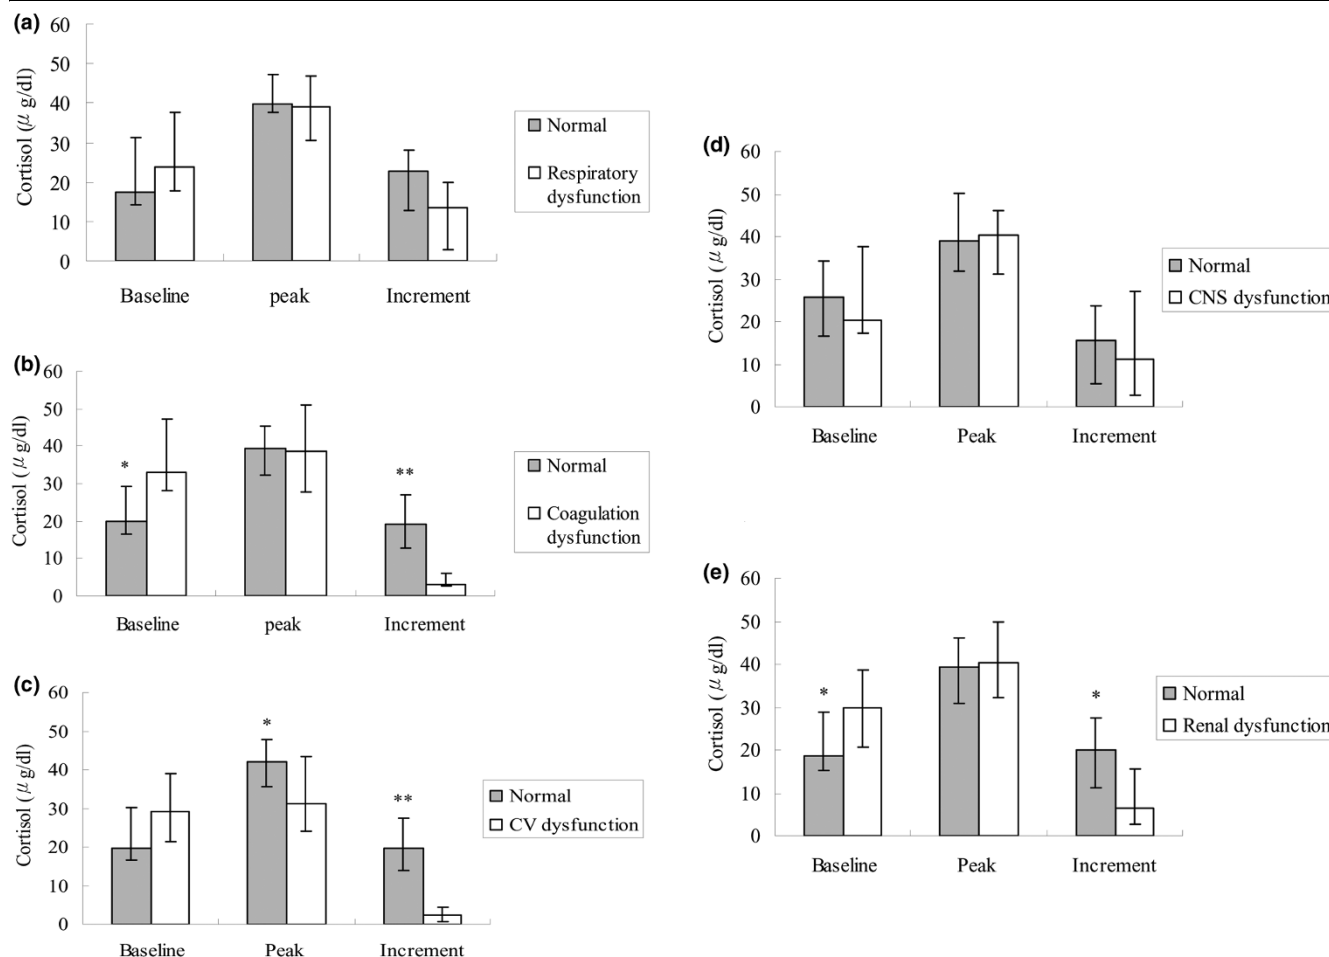 (a)
60
50
40
30
20
10
0
Cortisol (μ g/dl)
Baseline peak Increment
Normal
Respiratory
dysfunction
(b)
60
50
40
30
20
10
0
Cortisol (μ g/dl)
*
**
Baseline peak Increment
Normal
Coagulation
dysfunction
(c)
60
50
40
30
20
10
0
Cortisol (μ g/dl)
*
**
Baseline Peak Increment
Normal
CV dysfunction
(d)
60
50
40
30
20
10
0
Cortisol (μ g/dl)
Baseline Peak Increment
Normal
CNS dysfunction
(e)
60
50
40
30
20
10
0
Cortisol (μ g/dl)
*
*
Baseline Peak Increment
Normal
Renal dysfunction